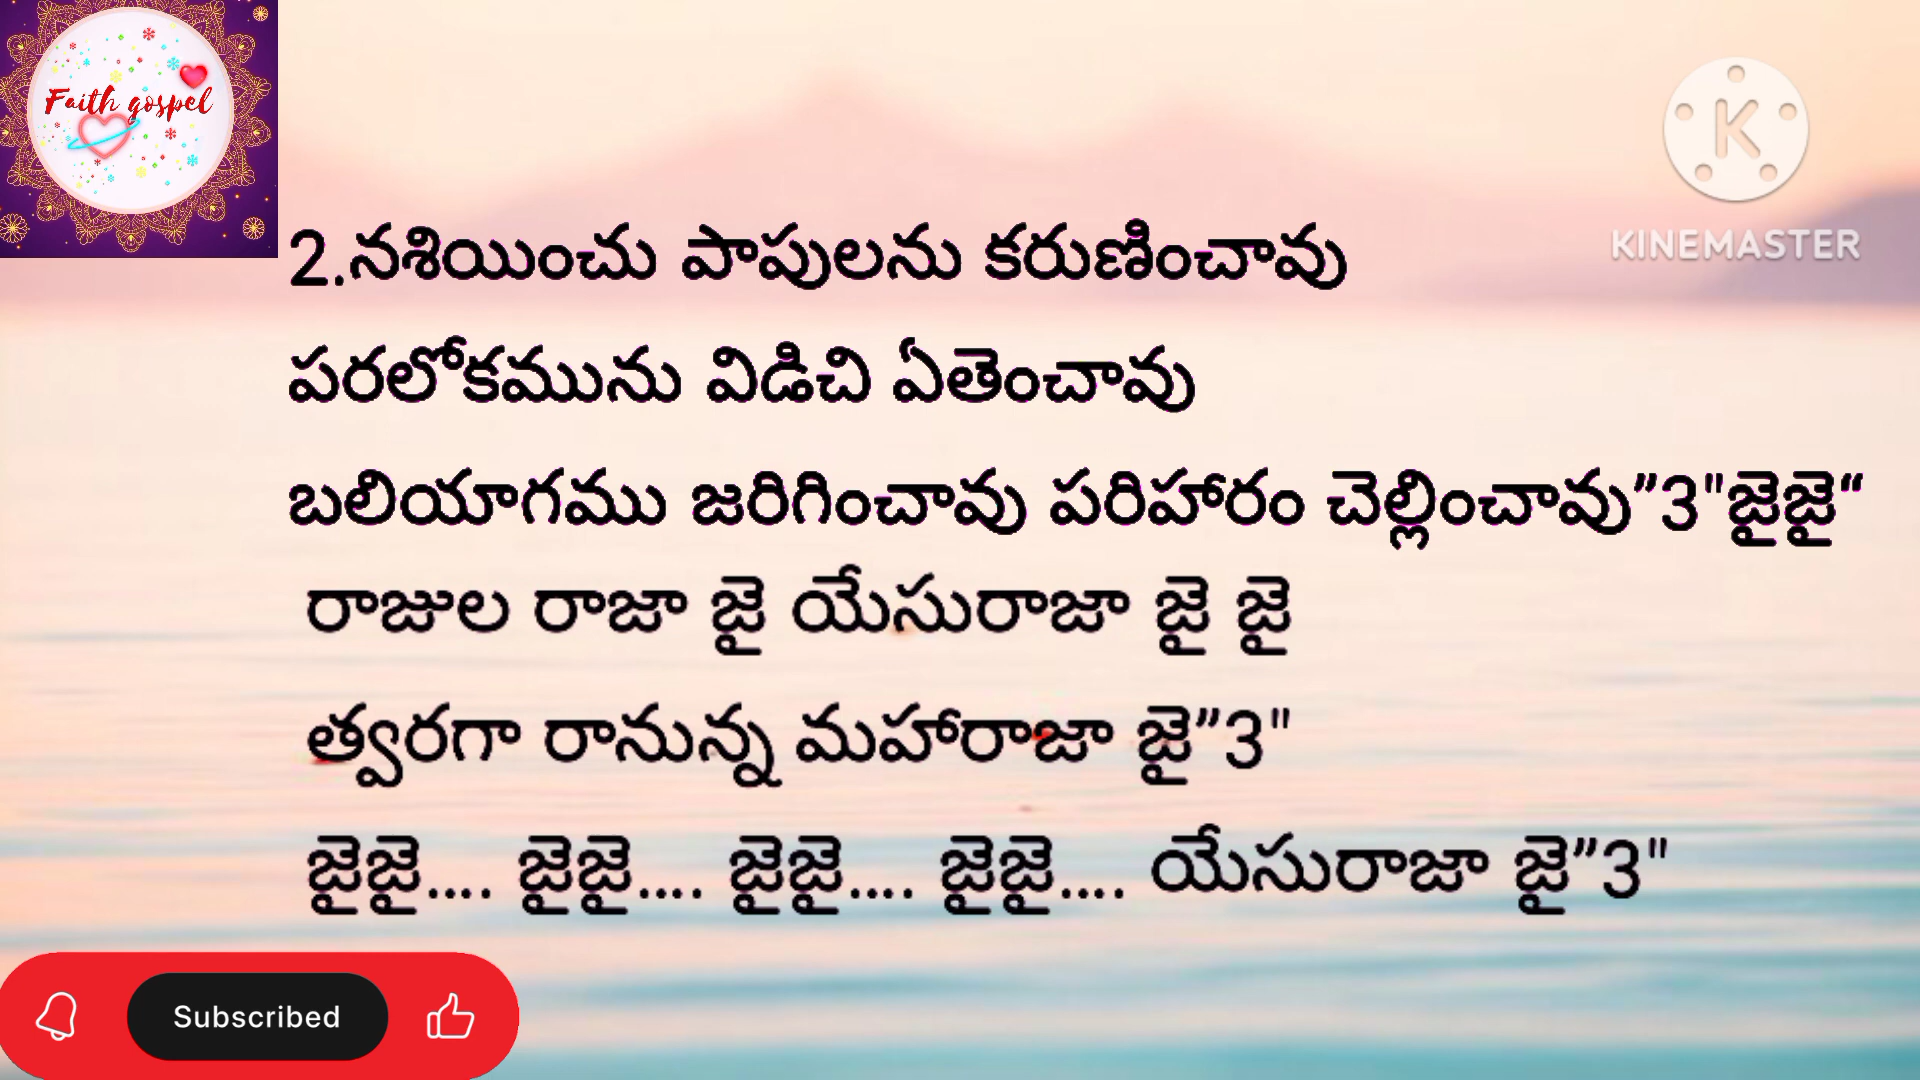 Faith gospel
KINEMASTER
2.నశియించు పాపులను కరుణించావు
పరలోకమును విడిచి ఏతెంచావు
బలియాగము జరిగించావు పరిహారం చెల్లించావు”3"జైజై“
రాజుల రాజా జై యేసురాజా జై జై
త్వరగా రానున్న మహారాజా జై”3"
జైజై.... జైజై.... జైజై.... జైజై.... యేసురాజా జై”3"
Subscribed